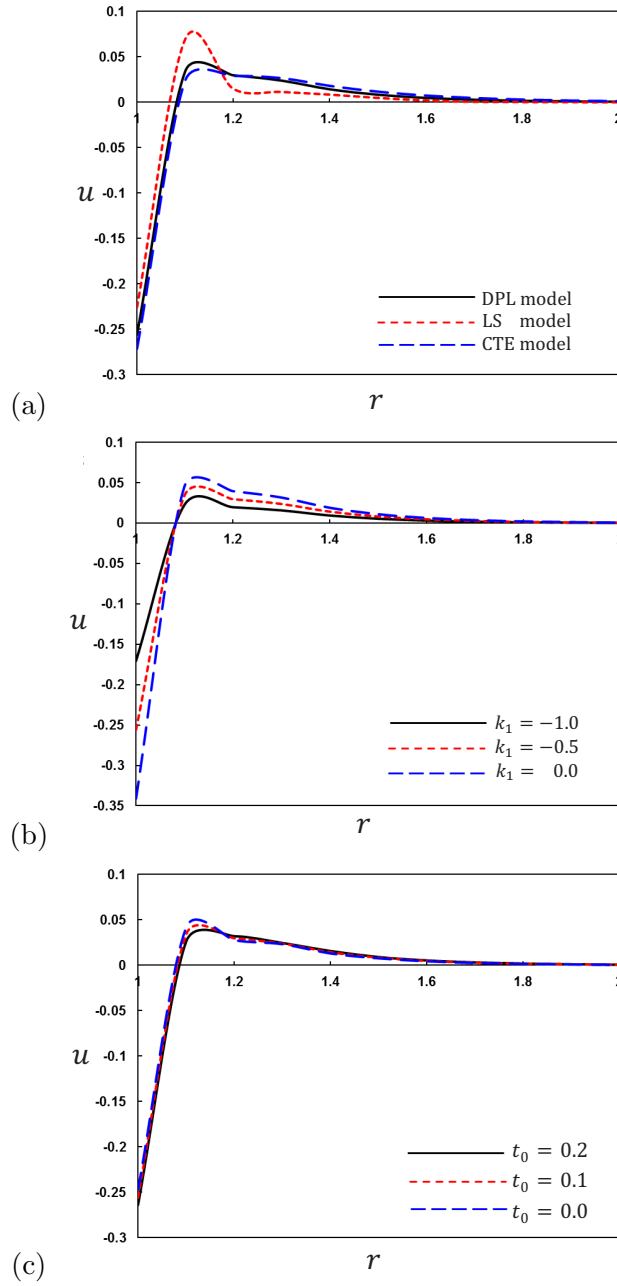 0.1
0.05
0
1 1.2 1.4 1.6 1.8 2
-0.05
u -0.1
-0.15
-0.2
DPL model
-0.25
LS model
CTE model
-0.3
(a) r
0.1
0.05
0
1 1.2 1.4 1.6 1.8 2
-0.05
-0.1
u
-0.15
-0.2
-0.25
k₁ = −1.0
k₁ = −0.5
-0.3
k₁ = 0.0
-0.35
(b) r
0.1
0.05
0
1 1.2 1.4 1.6 1.8 2
-0.05
u -0.1
-0.15
-0.2
t₀ = 0.2
t₀ = 0.1
-0.25
t₀ = 0.0
-0.3
(c) r